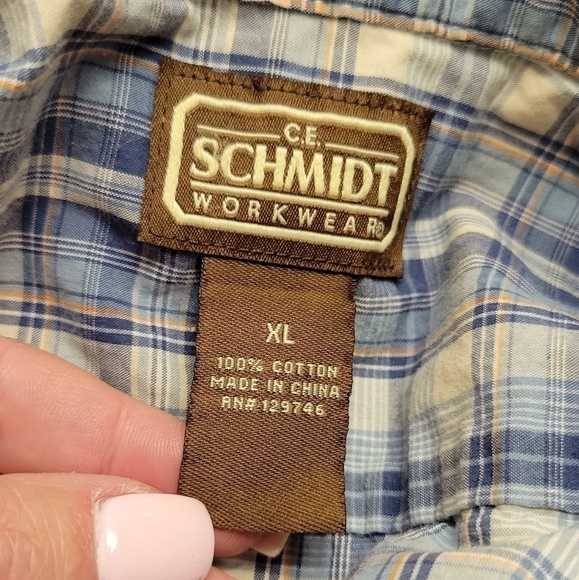 C.E.
SCHMIDT
WORKWEAR®
XL
100% COTTON
MADE IN CHINA
RN# 129746